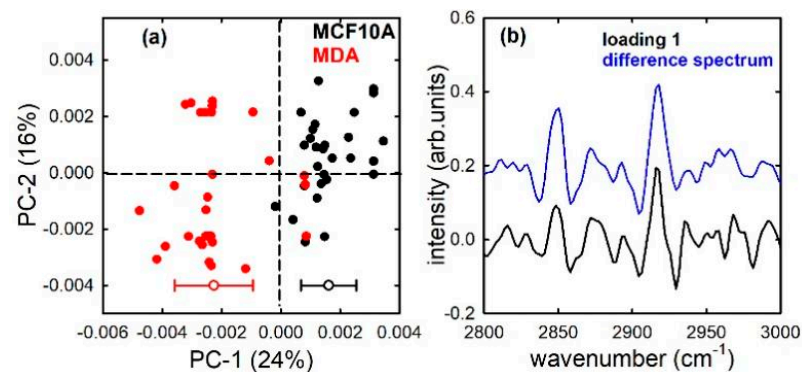 (a)
MCF10A
MDA
0.004
0.002
0.000
-0.002
-0.004
PC-2 (16%)
-0.006
-0.004
-0.002
0.000
0.002
0.004
PC-1 (24%)
(b)
loading 1
difference spectrum
0.6
0.4
0.2
0.0
-0.2
intensity (arb.units)
2800
2850
2900
2950
3000
wavenumber (cm⁻¹)